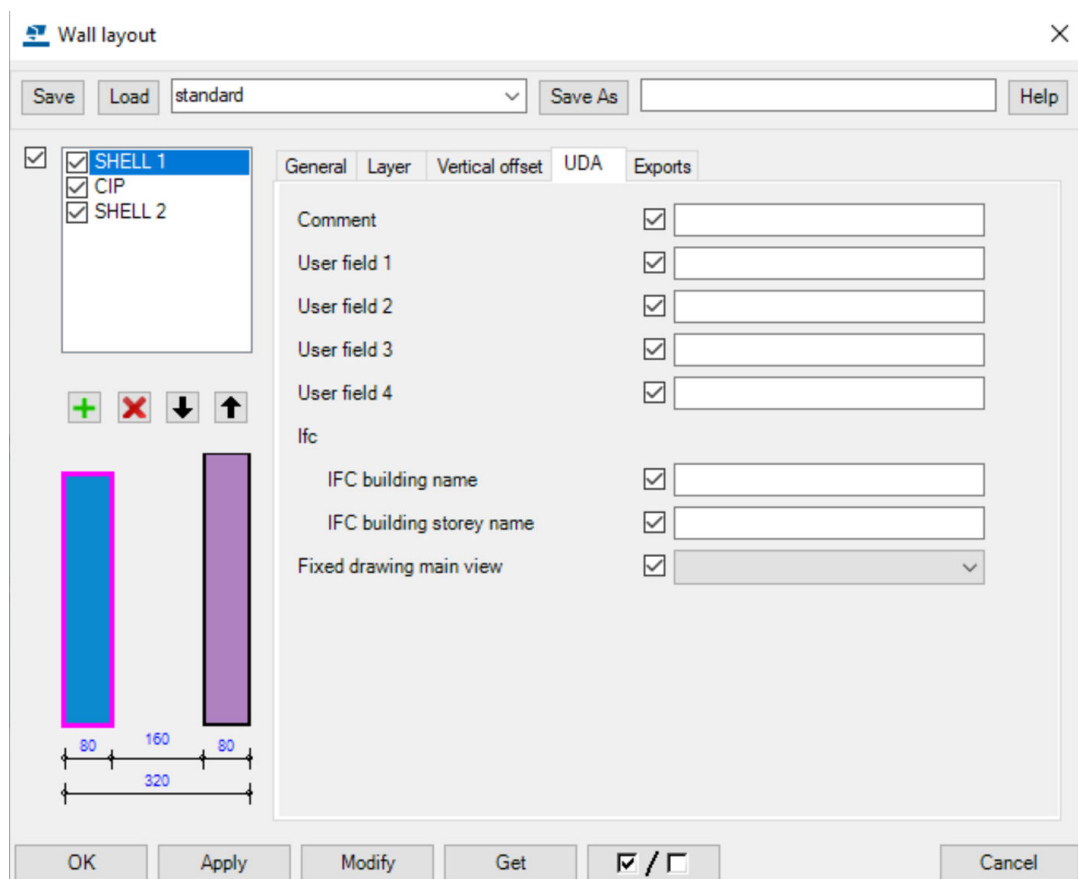 Wall layout
Save Load standard Save As Help
SHELL 1
CIP
SHELL 2
General Layer Vertical offset UDA Exports
Comment
User field 1
User field 2
User field 3
User field 4
Ifc
IFC building name
IFC building storey name
Fixed drawing main view
80 160 80
320
OK Apply Modify Get / Cancel